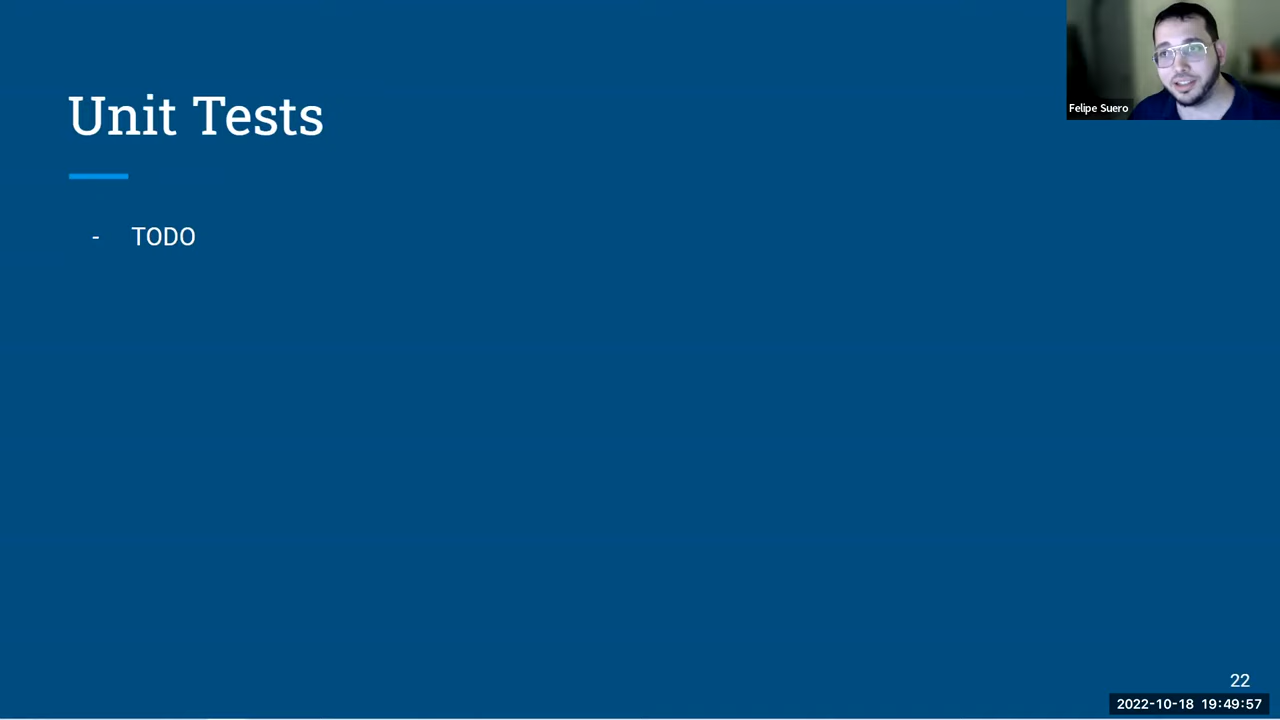 Unit Tests
Felipe Suero
- TODO
22
2022-10-18 19:49:57